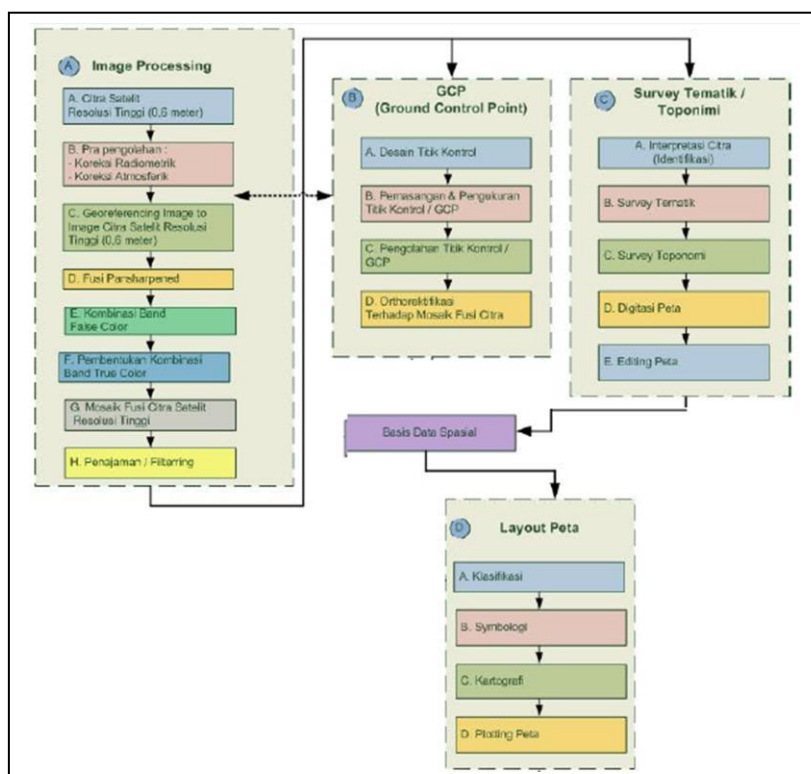 A
Image Processing
A. Citra Satelit
Resolusi Tinggi (0,6 meter)
B. Pra pengolahan :
- Koreksi Radiometrik
- Koreksi Atmosferik
C. Georeferencing Image to
Image Citra Satelit Resolusi
Tinggi (0,6 meter)
D. Fusi Pansharpened
E. Kombinasi Band
False Color
F. Pembentukan Kombinasi
Band True Color
G. Mosaik Fusi Citra Satelit
Resolusi Tinggi
H. Penajaman / Filterring
B
GCP
(Ground Control Point)
A. Desain Titik Kontrol
B. Pemasangan & Pengukuran
Titik Kontrol / GCP
C. Pengolahan Titik Kontrol /
GCP
D. Orthorektifikasi
Terhadap Mosaik Fusi Citra
C
Survey Tematik /
Toponimi
A. Interpretasi Citra
(Identifikasi)
B. Survey Tematik
C. Survey Toponomi
D. Digitasi Peta
E. Editing Peta
Basis Data Spasial
D
Layout Peta
A. Klasifikasi
B. Symbologi
C. Kartografi
D. Plotting Peta